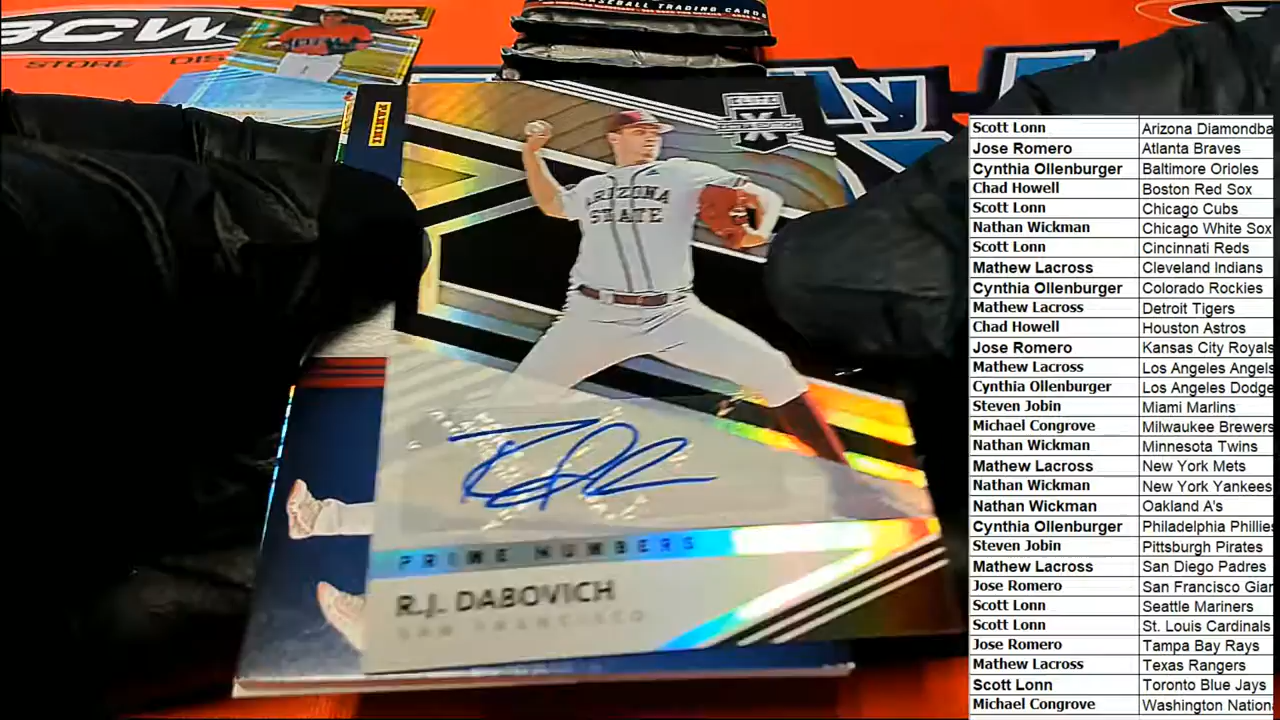 BASEBALL TRADING CARDS
BCW
STORE DIS
PANINI
ELITE
X
ARIZONA
STATE
PRIME NUMBERS
R.J. DABOVICH
SAN FRANCISCO
Scott Lonn Arizona Diamondba
Jose Romero Atlanta Braves
Cynthia Ollenburger Baltimore Orioles
Chad Howell Boston Red Sox
Scott Lonn Chicago Cubs
Nathan Wickman Chicago White Sox
Scott Lonn Cincinnati Reds
Mathew Lacross Cleveland Indians
Cynthia Ollenburger Colorado Rockies
Mathew Lacross Detroit Tigers
Chad Howell Houston Astros
Jose Romero Kansas City Royals
Mathew Lacross Los Angeles Angels
Cynthia Ollenburger Los Angeles Dodge
Steven Jobin Miami Marlins
Michael Congrove Milwaukee Brewers
Nathan Wickman Minnesota Twins
Mathew Lacross New York Mets
Nathan Wickman New York Yankees
Nathan Wickman Oakland A's
Cynthia Ollenburger Philadelphia Phillie
Steven Jobin Pittsburgh Pirates
Mathew Lacross San Diego Padres
Jose Romero San Francisco Gian
Scott Lonn Seattle Mariners
Scott Lonn St. Louis Cardinals
Jose Romero Tampa Bay Rays
Mathew Lacross Texas Rangers
Scott Lonn Toronto Blue Jays
Michael Congrove Washington Nation